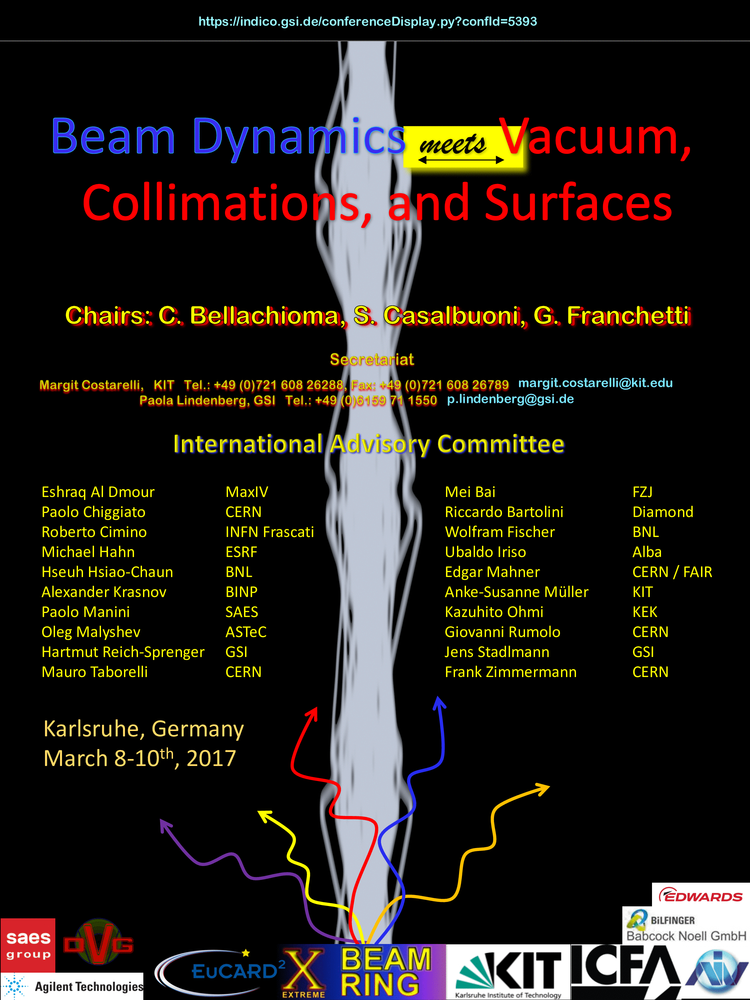 https://indico.gsi.de/conferenceDisplay.py?confId=5393
Beam Dynamics meets Vacuum,
Collimations, and Surfaces
Chairs: C. Bellachioma, S. Casalbuoni, G. Franchetti
Secretariat
Margit Costarelli, KIT Tel.: +49 (0)721 608 26288, Fax: +49 (0)721 608 26789 margit.costarelli@kit.edu
Paola Lindenberg, GSI Tel.: +49 (0)6159 71 1550 p.lindenberg@gsi.de
International Advisory Committee
Eshraq Al Dmour MaxIV Mei Bai FZJ
Paolo Chiggiato CERN Riccardo Bartolini Diamond
Roberto Cimino INFN Frascati Wolfram Fischer BNL
Michael Hahn ESRF Ubaldo Iriso Alba
Hseuh Hsiao-Chaun BNL Edgar Mahner CERN / FAIR
Alexander Krasnov BINP Anke-Susanne Müller KIT
Paolo Manini SAES Kazuhito Ohmi KEK
Oleg Malyshev ASTeC Giovanni Rumolo CERN
Hartmut Reich-Sprenger GSI Jens Stadlmann GSI
Mauro Taborelli CERN Frank Zimmermann CERN
Karlsruhe, Germany
March 8-10th, 2017
EDWARDS
BiLFINGER
Babcock Noell GmbH
saes
group
DVG
Agilent Technologies
EuCARD2
X
EXTREME
BEAM
RING
KIT
Karlsruhe Institute of Technology
ICFA
AIV